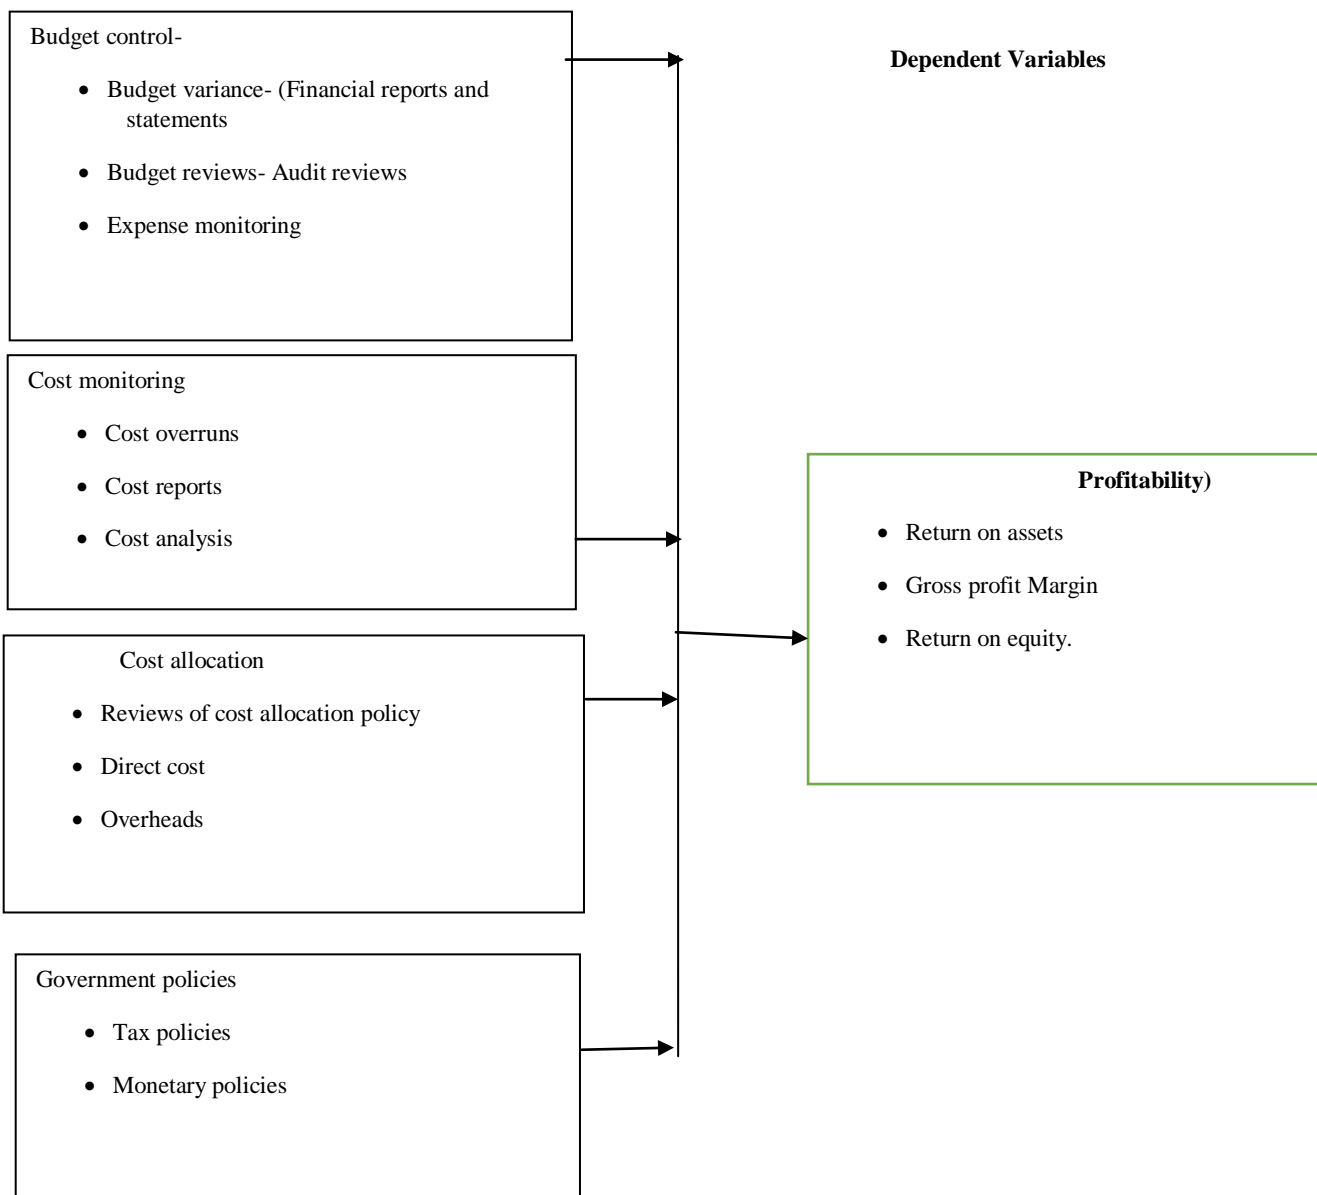 Budget control-
• Budget variance- (Financial reports and
statements
• Budget reviews- Audit reviews
• Expense monitoring
Dependent Variables
Cost monitoring
• Cost overruns
• Cost reports
• Cost analysis
Profitability)
• Return on assets
• Gross profit Margin
• Return on equity.
Cost allocation
• Reviews of cost allocation policy
• Direct cost
• Overheads
Government policies
• Tax policies
• Monetary policies